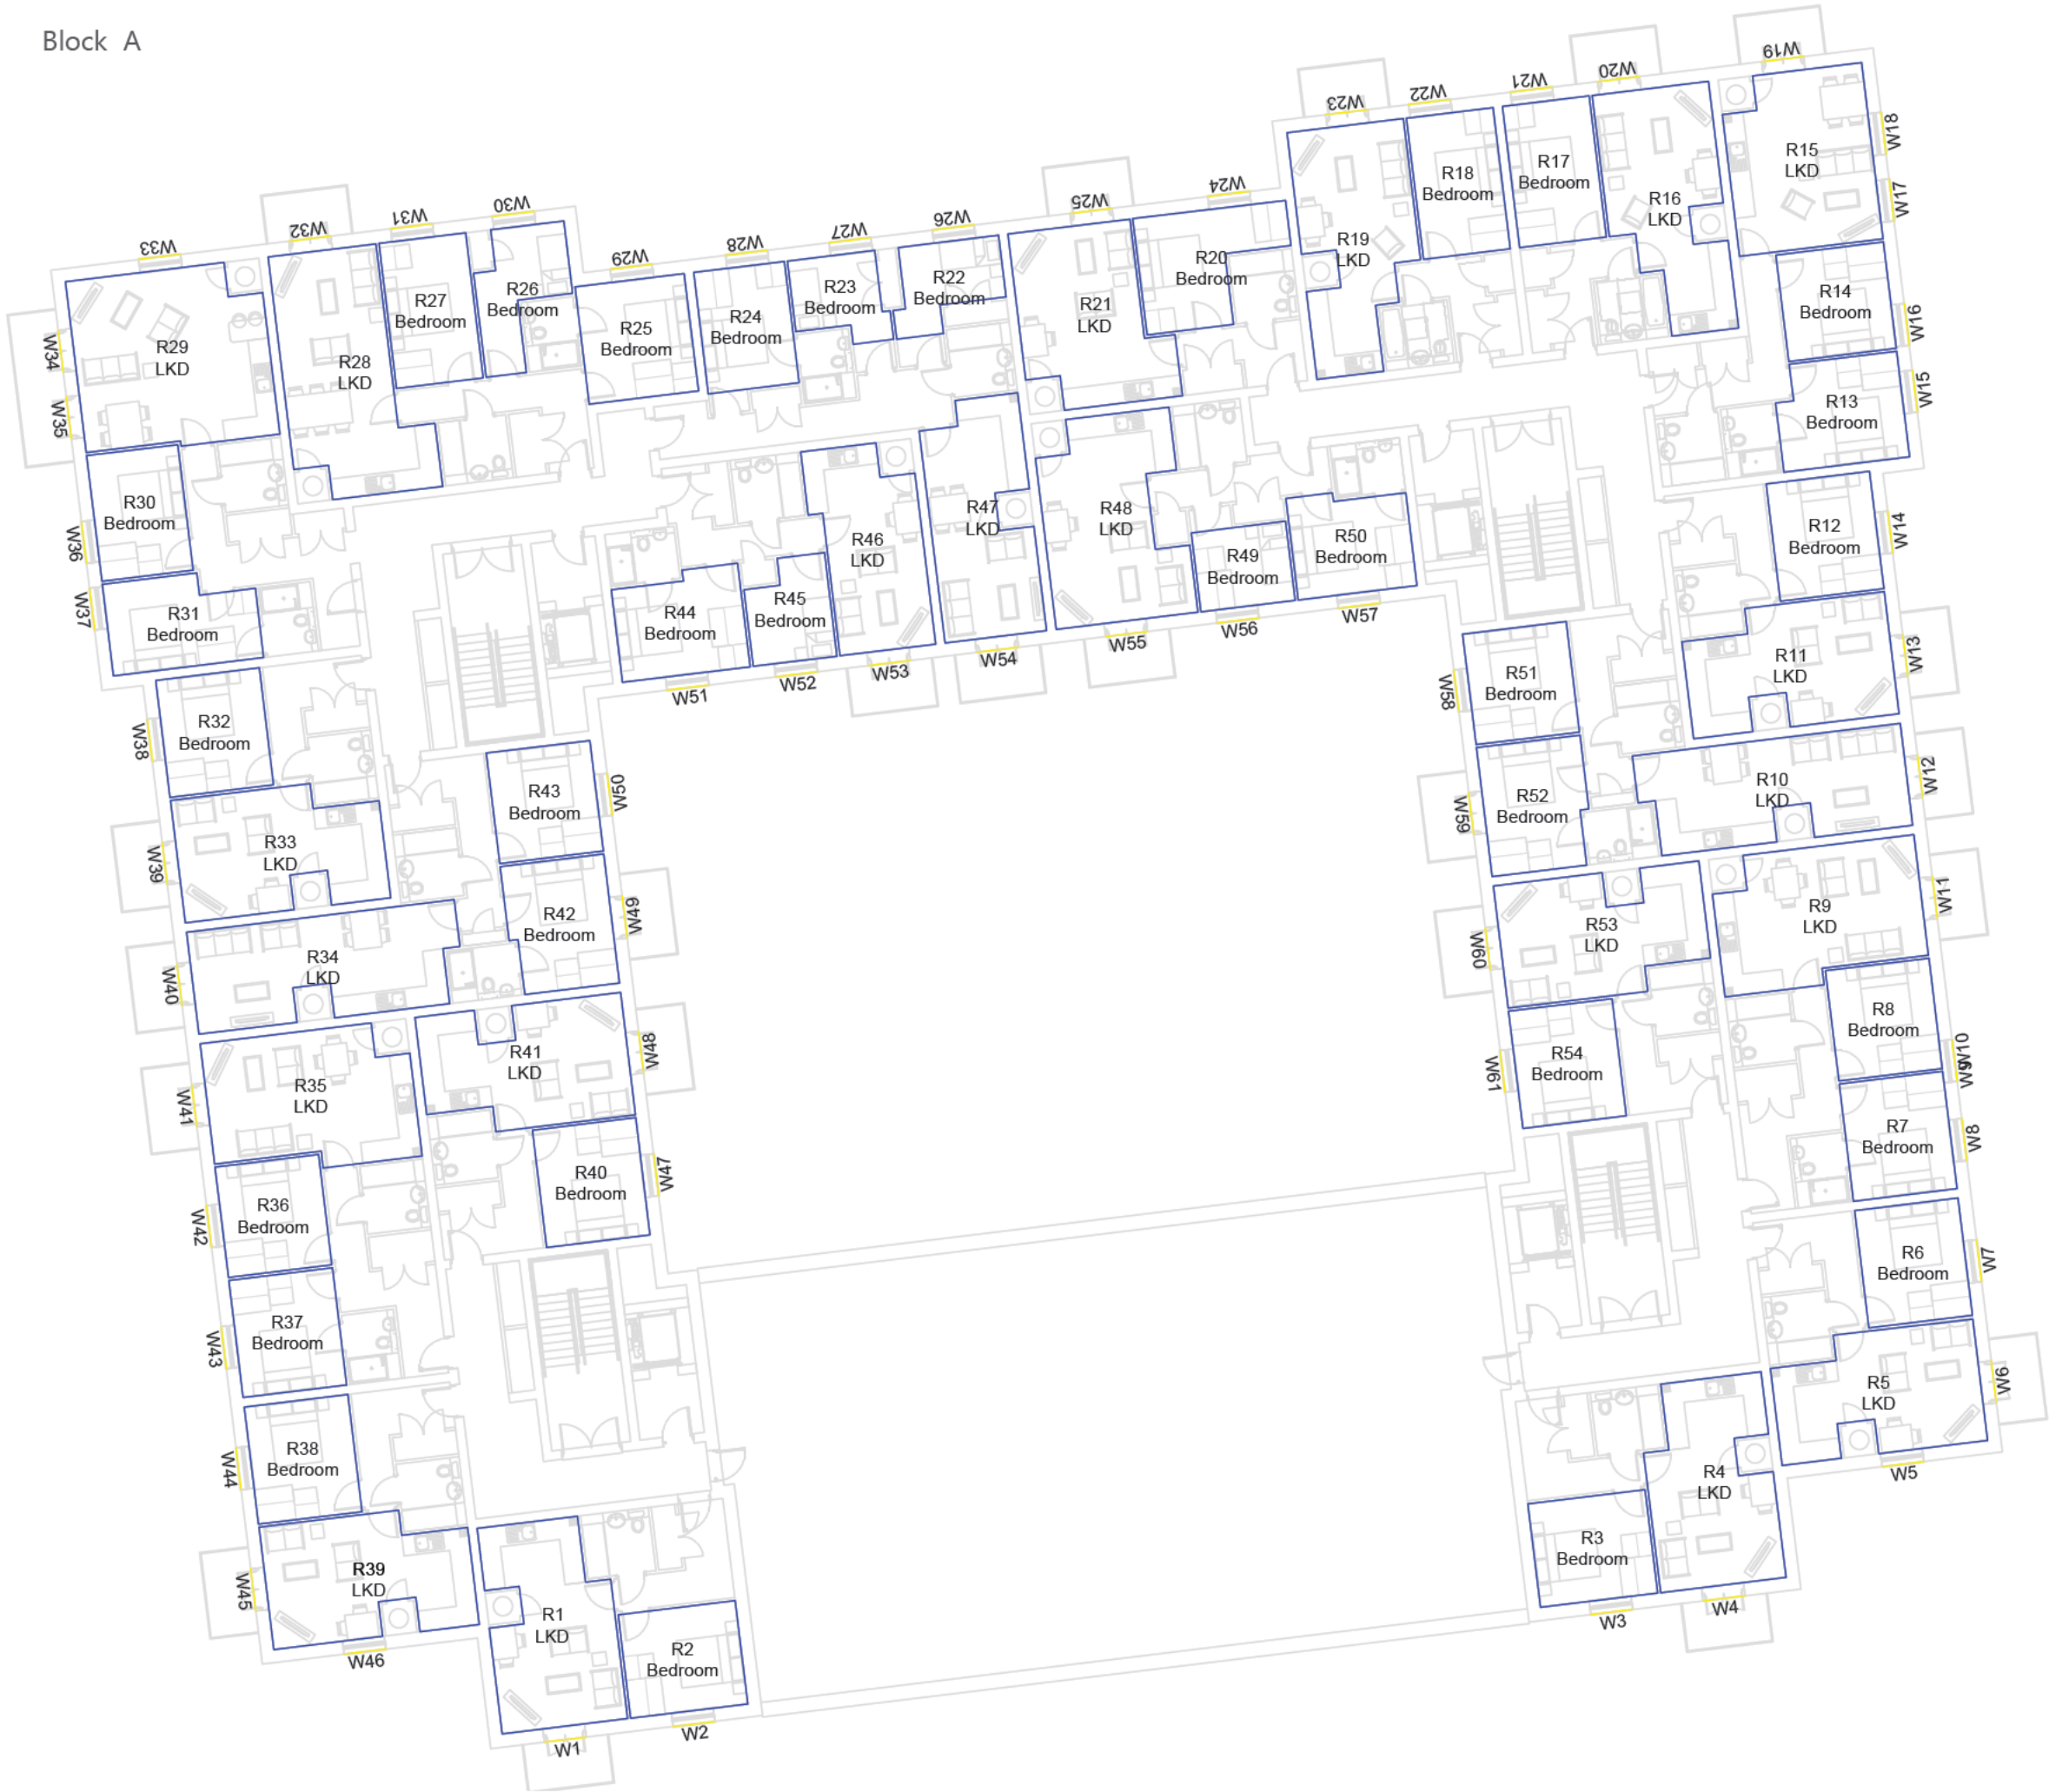 Block A
W19
W20
W21
W22
W23
W24
W25
W26
W27
W28
W29
W30
W31
W32
W33
W34
W35
W36
W37
W38
W39
W40
W41
W42
W43
W44
W45
W46
W18
W17
W16
W15
W14
W13
W12
W11
W10
W9
W8
W7
W6
W5
W4
W3
R15
LKD
R16
LKD
R17
Bedroom
R18
Bedroom
R19
LKD
R20
Bedroom
R21
LKD
R22
Bedroom
R23
Bedroom
R24
Bedroom
R25
Bedroom
R26
Bedroom
R27
Bedroom
R28
LKD
R29
LKD
R30
Bedroom
R31
Bedroom
R32
Bedroom
R33
LKD
R34
LKD
R35
LKD
R36
Bedroom
R37
Bedroom
R38
Bedroom
R39
LKD
R1
LKD
R2
Bedroom
W1
W2
R40
Bedroom
W47
R41
LKD
W48
R42
Bedroom
W49
R43
Bedroom
W50
R44
Bedroom
W51
R45
Bedroom
W52
R46
LKD
W53
R47
LKD
W54
R48
LKD
W55
R49
Bedroom
W56
R50
Bedroom
W57
R51
Bedroom
W58
R52
Bedroom
W59
R53
LKD
W60
R54
Bedroom
W61
R14
Bedroom
R13
Bedroom
R12
Bedroom
R11
LKD
R10
LKD
R9
LKD
R8
Bedroom
R7
Bedroom
R6
Bedroom
R5
LKD
R4
LKD
R3
Bedroom